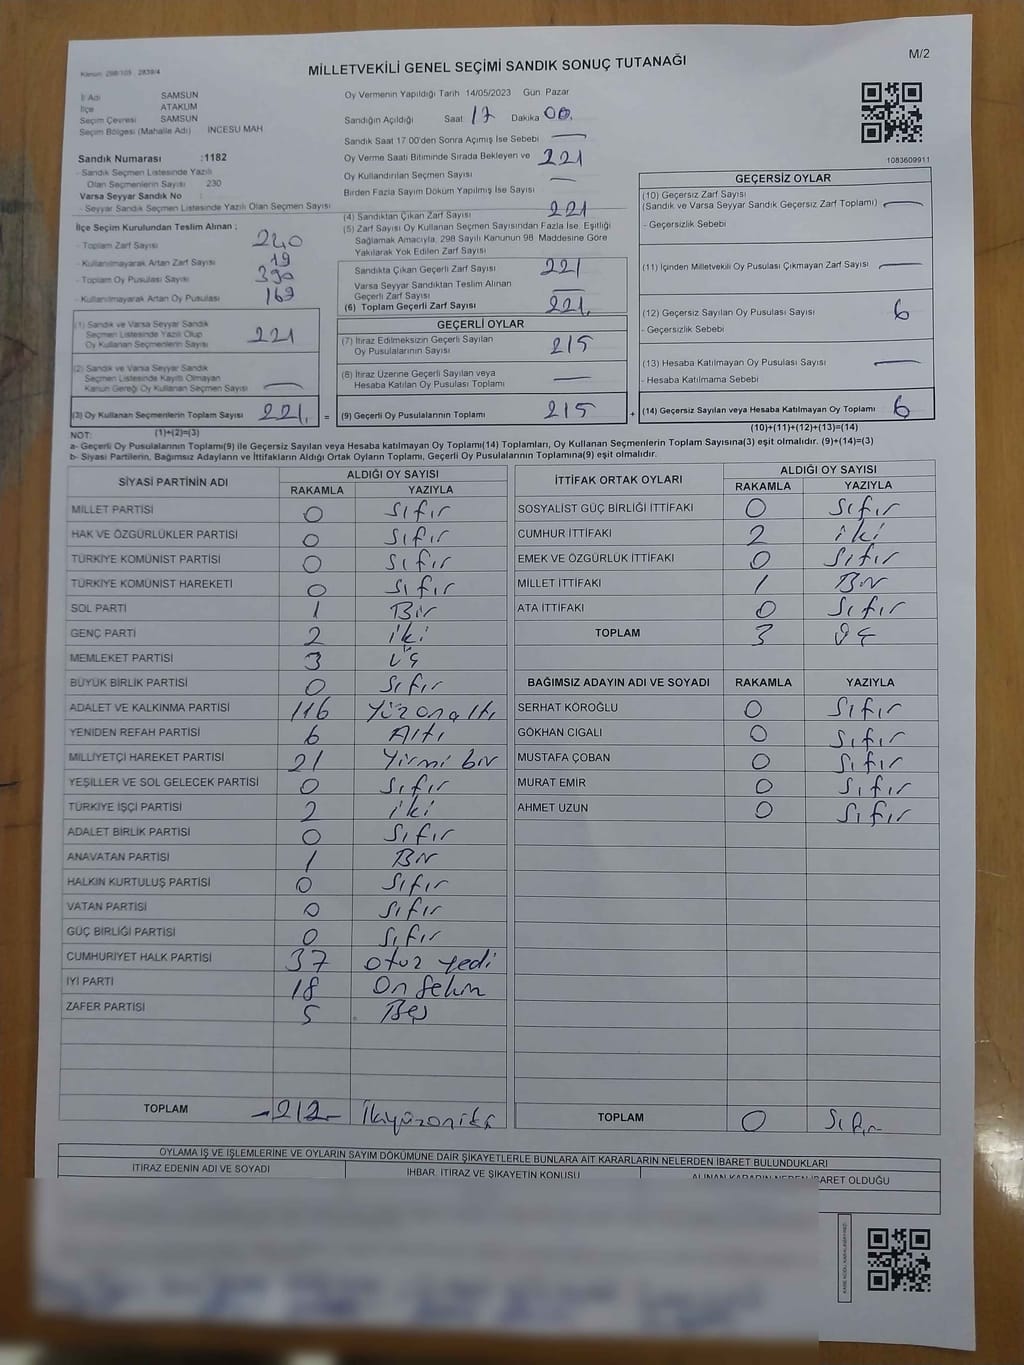 Kanun: 298/105 2839/4
MİLLETVEKİLİ GENEL SEÇİMİ SANDIK SONUÇ TUTANAĞI
M/2
İl Adı SAMSUN
İlçe ATAKUM
Seçim Çevresi SAMSUN
Seçim Bölgesi (Mahalle Adı) İNCESU MAH
Sandık Numarası :1182
- Sandık Seçmen Listesinde Yazılı
Olan Seçmenlerin Sayısı 230
Varsa Seyyar Sandık No
- Seyyar Sandık Seçmen Listesinde Yazılı Olan Seçmen Sayısı
İlçe Seçim Kurulundan Teslim Alınan ;
- Toplam Zarf Sayısı 240
- Kullanılmayarak Artan Zarf Sayısı 19
- Toplam Oy Pusulası Sayısı 390
- Kullanılmayarak Artan Oy Pusulası 169
(1) Sandık ve Varsa Seyyar Sandık
Seçmen Listesinde Yazılı Olup
Oy Kullanan Seçmenlerin Sayısı 221
(2) Sandık ve Varsa Seyyar Sandık
Seçmen Listesinde Kayıtlı Olmayan
Kanun Gereği Oy Kullanan Seçmen Sayısı —
(3) Oy Kullanan Seçmenlerin Toplam Sayısı 221.
Oy Vermenin Yapıldığı Tarih 14/05/2023 Gün: Pazar
Sandığın Açıldığı Saat 17 Dakika 00.
Sandık Saat 17:00'den Sonra Açımış İse Sebebi —
Oy Verme Saati Bitiminde Sırada Bekleyen ve 221
Oy Kullandırılan Seçmen Sayısı —
Birden Fazla Sayım Döküm Yapılmış İse Sayısı
(4) Sandıktan Çıkan Zarf Sayısı 221
(5) Zarf Sayısı Oy Kullanan Seçmen Sayısından Fazla İse, Eşitliği
Sağlamak Amacıyla, 298 Sayılı Kanunun 98. Maddesine Göre
Yakılarak Yok Edilen Zarf Sayısı
Sandıkta Çıkan Geçerli Zarf Sayısı 221
Varsa Seyyar Sandıktan Teslim Alınan
Geçerli Zarf Sayısı —
(6) Toplam Geçerli Zarf Sayısı 221.
GEÇERLİ OYLAR
(7) İtiraz Edilmeksizin Geçerli Sayılan
Oy Pusulalarının Sayısı 215
(8) İtiraz Üzerine Geçerli Sayılan veya
Hesaba Katılan Oy Pusulası Toplamı —
= (9) Geçerli Oy Pusulalarının Toplamı 215 +
1083609911
GEÇERSİZ OYLAR
(10) Geçersiz Zarf Sayısı
(Sandık ve Varsa Seyyar Sandık Geçersiz Zarf Toplamı) —
- Geçersizlik Sebebi
(11) İçinden Milletvekili Oy Pusulası Çıkmayan Zarf Sayısı —
(12) Geçersiz Sayılan Oy Pusulası Sayısı 6
- Geçersizlik Sebebi
(13) Hesaba Katılmayan Oy Pusulası Sayısı —
- Hesaba Katılmama Sebebi
(14) Geçersiz Sayılan veya Hesaba Katılmayan Oy Toplamı 6
NOT: (1)+(2)=(3) (10)+(11)+(12)+(13)=(14)
a- Geçerli Oy Pusulalarının Toplamı(9) ile Geçersiz Sayılan veya Hesaba katılmayan Oy Toplamı(14) Toplamları, Oy Kullanan Seçmenlerin Toplam Sayısına(3) eşit olmalıdır. (9)+(14)=(3)
b- Siyasi Partilerin, Bağımsız Adayların ve İttifakların Aldığı Ortak Oyların Toplamı, Geçerli Oy Pusulalarının Toplamına(9) eşit olmalıdır.
SİYASİ PARTİNİN ADI ALDIĞI OY SAYISI
RAKAMLA YAZIYLA
MİLLET PARTİSİ 0 Sıfır
HAK VE ÖZGÜRLÜKLER PARTİSİ 0 Sıfır
TÜRKİYE KOMÜNİST PARTİSİ 0 Sıfır
TÜRKİYE KOMÜNİST HAREKETİ 0 Sıfır
SOL PARTİ 1 Bir
GENÇ PARTİ 2 iki
MEMLEKET PARTİSİ 3 üç
BÜYÜK BİRLİK PARTİSİ 0 Sıfır
ADALET VE KALKINMA PARTİSİ 116 Yüzonaltı
YENİDEN REFAH PARTİSİ 6 Altı
MİLLİYETÇİ HAREKET PARTİSİ 21 Yirmi bir
YEŞİLLER VE SOL GELECEK PARTİSİ 0 Sıfır
TÜRKİYE İŞÇİ PARTİSİ 2 iki
ADALET BİRLİK PARTİSİ 0 Sıfır
ANAVATAN PARTİSİ 1 Bir
HALKIN KURTULUŞ PARTİSİ 0 Sıfır
VATAN PARTİSİ 0 Sıfır
GÜÇ BİRLİĞİ PARTİSİ 0 Sıfır
CUMHURİYET HALK PARTİSİ 37 otuz yedi
İYİ PARTİ 18 On Sekiz
ZAFER PARTİSİ 5 Beş
TOPLAM -212- İkiyüzoniki
İTTİFAK ORTAK OYLARI ALDIĞI OY SAYISI
RAKAMLA YAZIYLA
SOSYALİST GÜÇ BİRLİĞİ İTTİFAKI 0 Sıfır
CUMHUR İTTİFAKI 2 iki
EMEK VE ÖZGÜRLÜK İTTİFAKI 0 Sıfır
MİLLET İTTİFAKI 1 Bir
ATA İTTİFAKI 0 Sıfır
TOPLAM 3 üç
BAĞIMSIZ ADAYIN ADI VE SOYADI RAKAMLA YAZIYLA
SERHAT KÖROĞLU 0 Sıfır
GÖKHAN CIGALI 0 Sıfır
MUSTAFA ÇOBAN 0 Sıfır
MURAT EMİR 0 Sıfır
AHMET UZUN 0 Sıfır
TOPLAM 0 Sıfır
OYLAMA İŞ VE İŞLEMLERİNE VE OYLARIN SAYIM DÖKÜMÜNE DAİR ŞİKAYETLERLE BUNLARA AİT KARARLARIN NELERDEN İBARET BULUNDUKLARI
İTİRAZ EDENİN ADI VE SOYADI İHBAR, İTİRAZ VE ŞİKAYETİN KONUSU ALINAN KARARIN NEDEN İBARET OLDUĞU